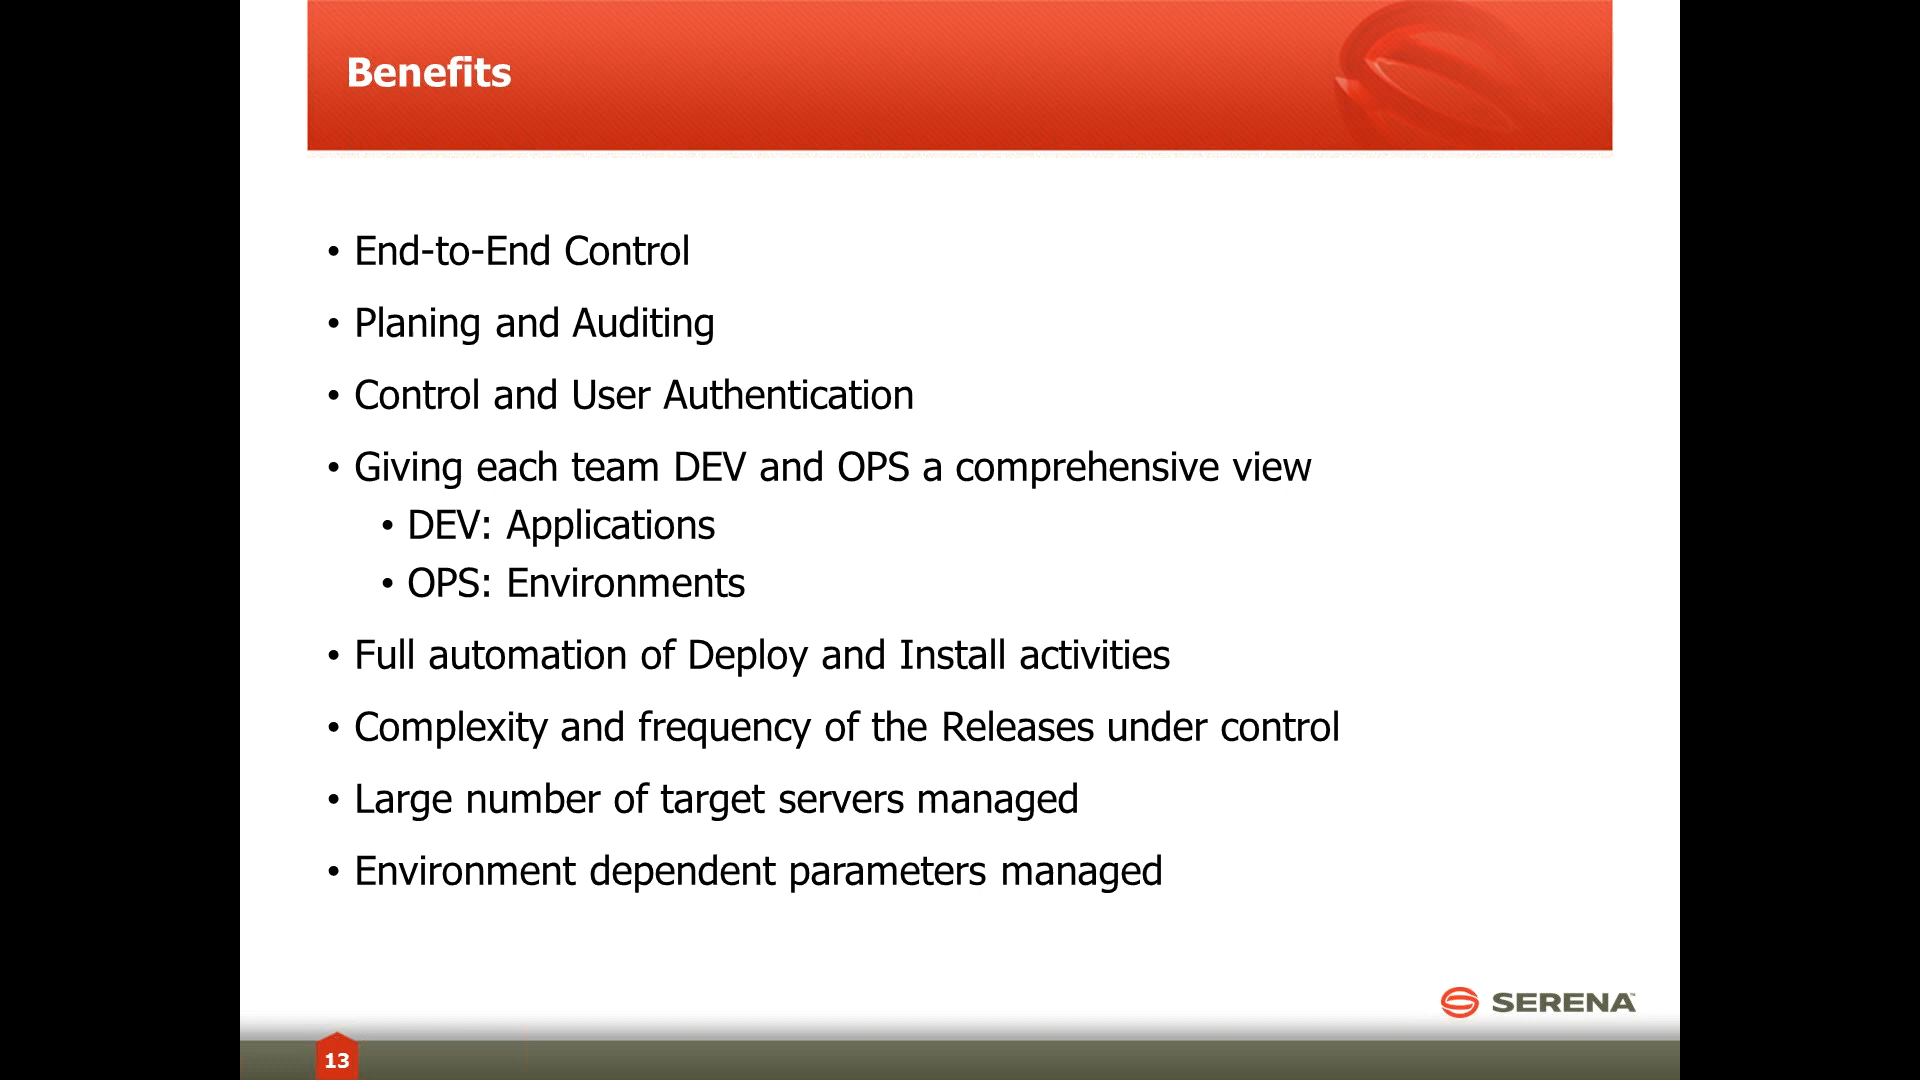 Benefits
• End-to-End Control
• Planing and Auditing
• Control and User Authentication
• Giving each team DEV and OPS a comprehensive view
• DEV: Applications
• OPS: Environments
• Full automation of Deploy and Install activities
• Complexity and frequency of the Releases under control
• Large number of target servers managed
• Environment dependent parameters managed
SERENA™
13